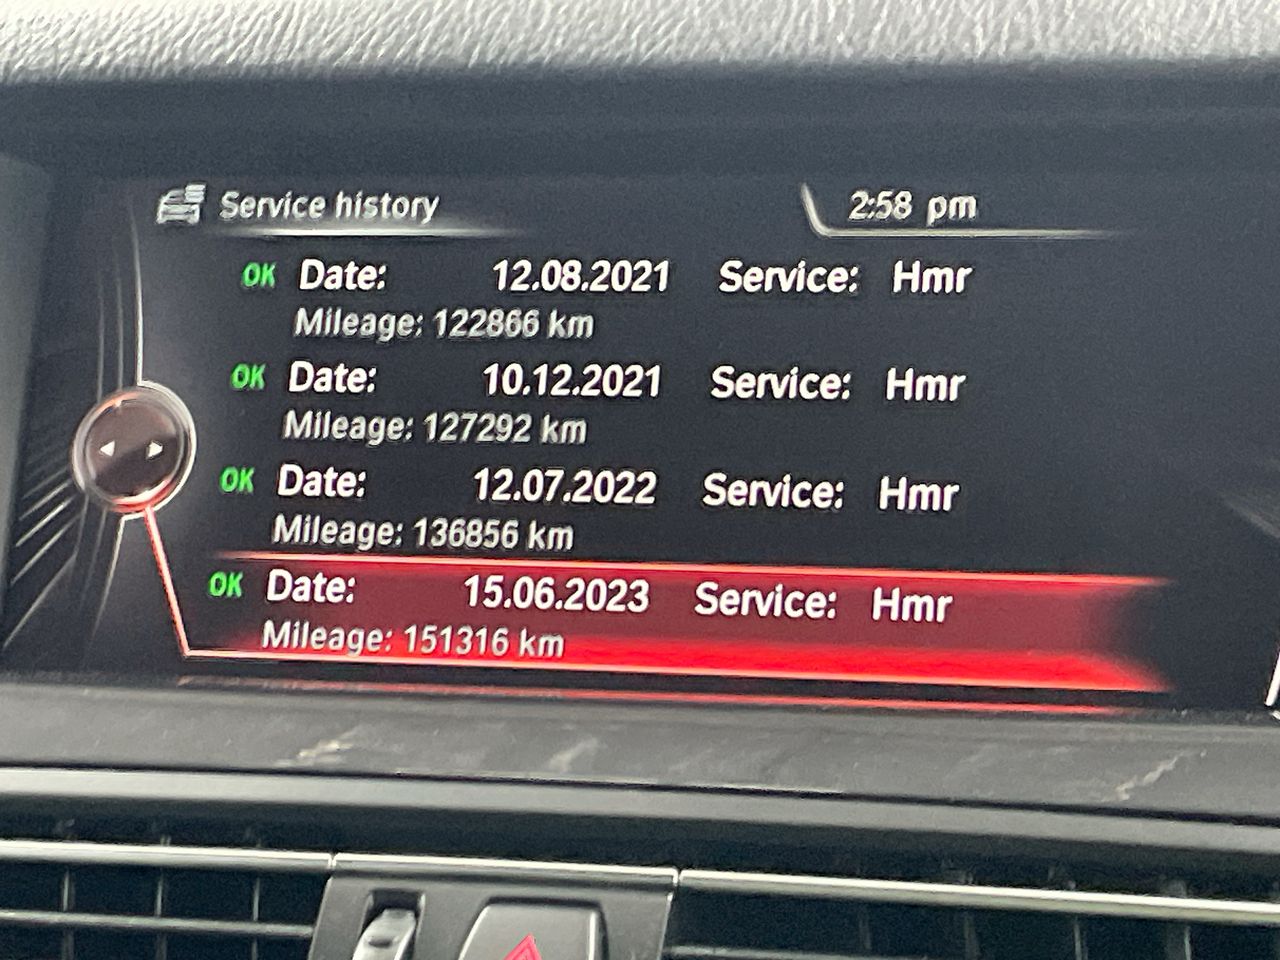 Service history 2:58 pm
OK Date: 12.08.2021 Service: Hmr
Mileage: 122866 km
OK Date: 10.12.2021 Service: Hmr
Mileage: 127292 km
OK Date: 12.07.2022 Service: Hmr
Mileage: 136856 km
OK Date: 15.06.2023 Service: Hmr
Mileage: 151316 km